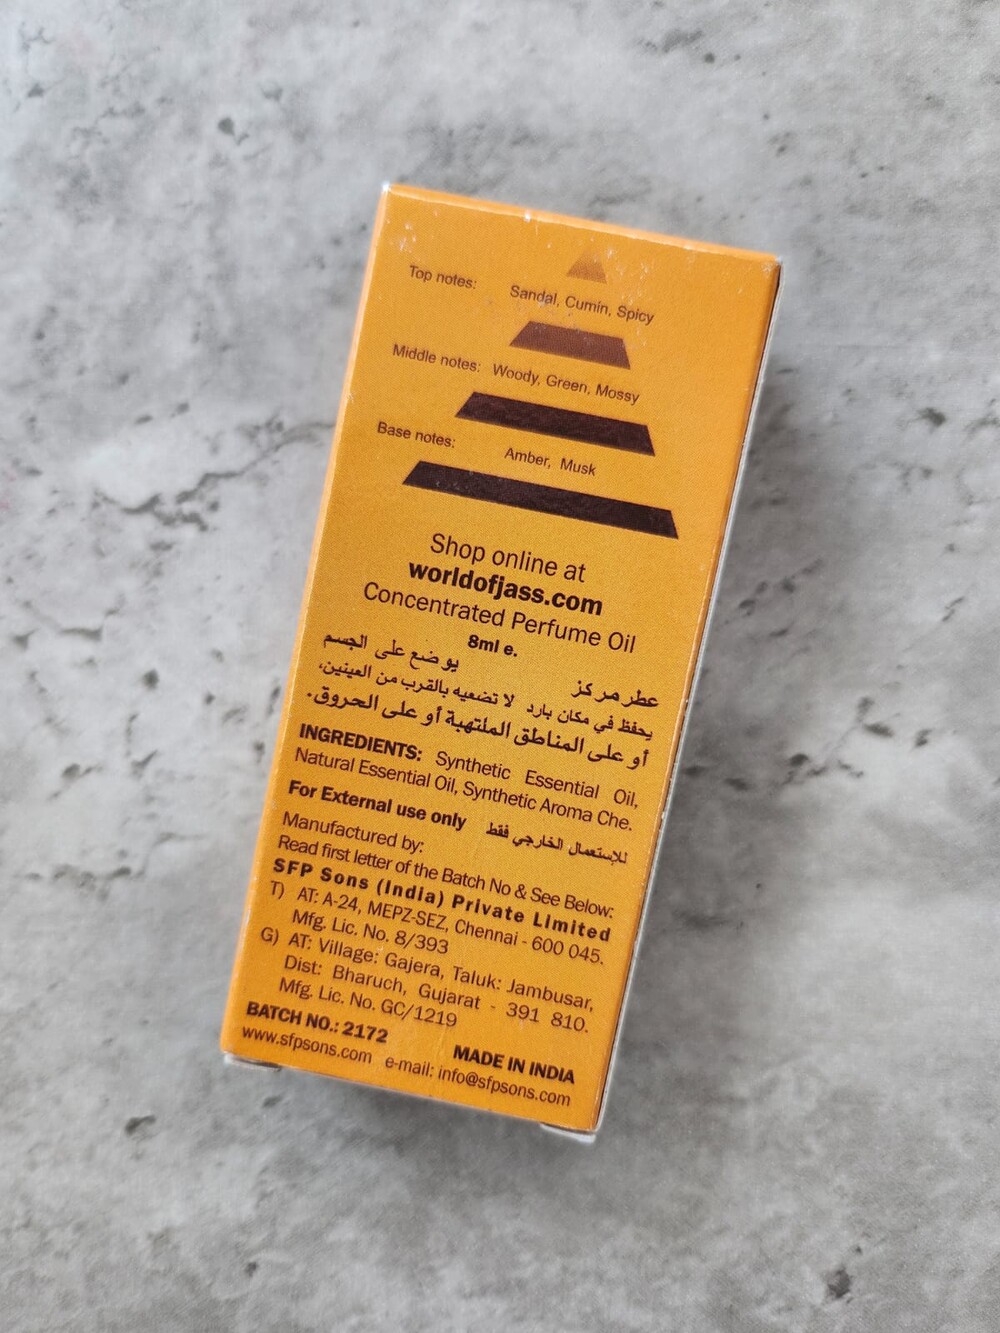 Top notes: Sandal, Cumin, Spicy
Middle notes: Woody, Green, Mossy
Base notes: Amber, Musk
Shop online at
worldofjass.com
Concentrated Perfume Oil
8ml e.
عطر مركز يوضع على الجسم
يحفظ في مكان بارد لا تضعيه بالقرب من العينين،
أو على المناطق الملتهبة أو على الحروق.
INGREDIENTS: Synthetic Essential Oil,
Natural Essential Oil, Synthetic Aroma Che.
For External use only للإستعمال الخارجي فقط
Manufactured by:
Read first letter of the Batch No & See Below:
SFP Sons (India) Private Limited
T) AT: A-24, MEPZ-SEZ, Chennai - 600 045.
Mfg. Lic. No. 8/393
G) AT: Village: Gajera, Taluk: Jambusar,
Dist: Bharuch, Gujarat - 391 810.
Mfg. Lic. No. GC/1219
BATCH NO.: 2172 MADE IN INDIA
www.sfpsons.com e-mail: info@sfpsons.com